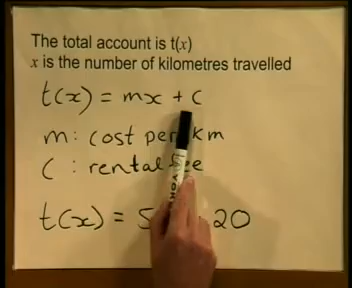 The total account is t(x)
x is the number of kilometres travelled
t(x) = mx + c
m: cost per km
C : rental
t(x) = 5 20